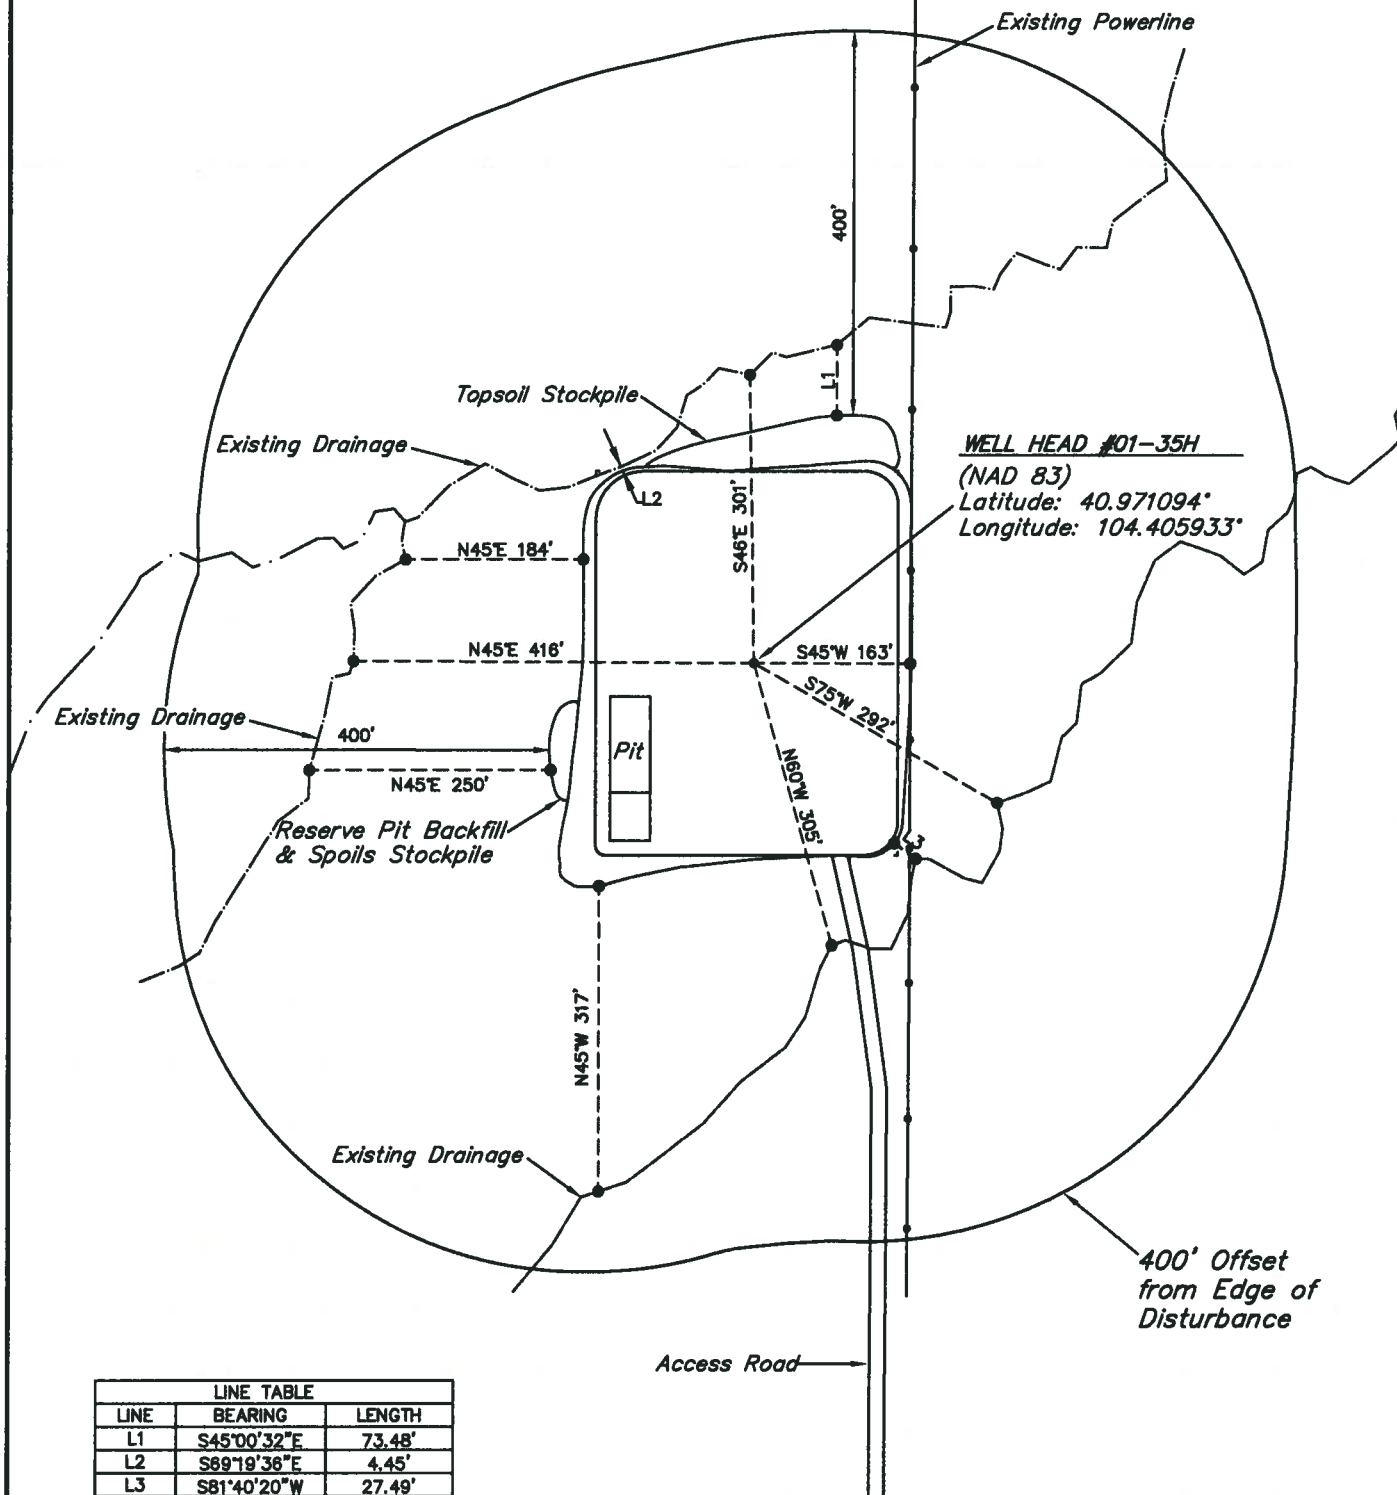 Existing Powerline
400'
L1
Topsoil Stockpile
Existing Drainage
WELL HEAD #01-35H
(NAD 83)
Latitude: 40.971094°
Longitude: 104.405933°
L2
S46°E 301'
N45°E 184'
N45°E 416'
S45°W 163'
S75°W 292'
Existing Drainage
400'
Pit
N60°W 305'
N45°E 250'
Reserve Pit Backfill
& Spoils Stockpile
L3
N45°W 317'
Existing Drainage
400' Offset
from Edge of
Disturbance
Access Road
LINE TABLE
LINE BEARING LENGTH
L1 S45°00'32"E 73.48'
L2 S69°19'36"E 4.45'
L3 S81°40'20"W 27.49'